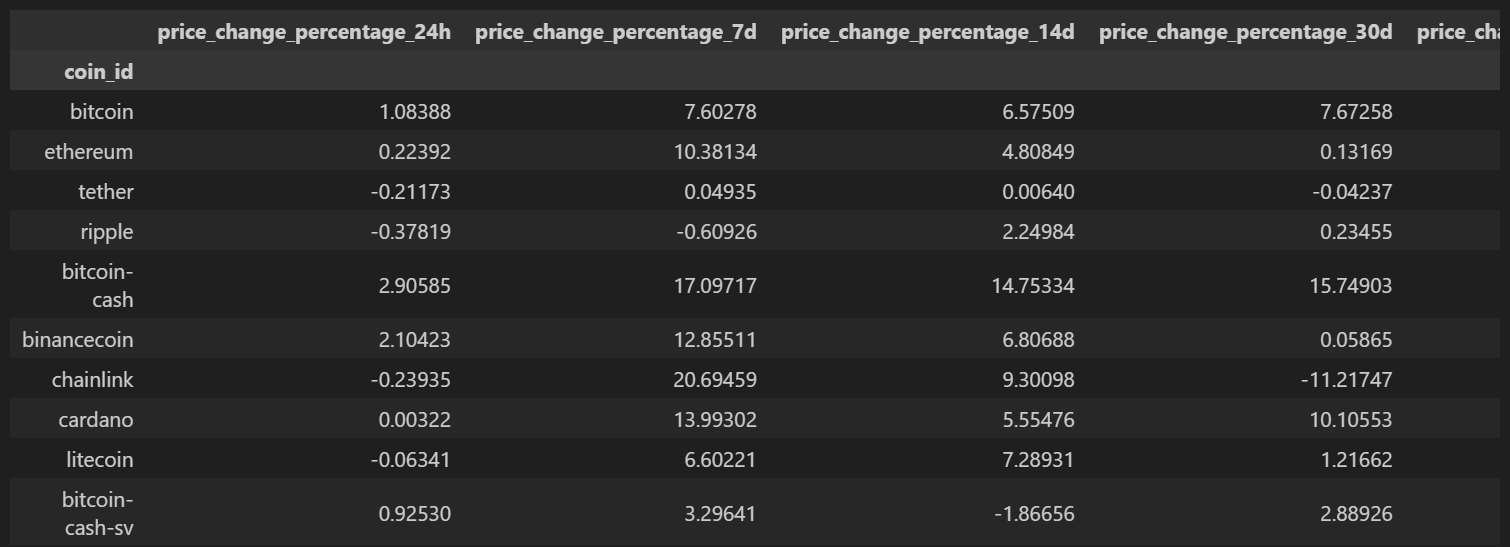 price_change_percentage_24h price_change_percentage_7d price_change_percentage_14d price_change_percentage_30d price_ch
coin_id
bitcoin 1.08388 7.60278 6.57509 7.67258
ethereum 0.22392 10.38134 4.80849 0.13169
tether -0.21173 0.04935 0.00640 -0.04237
ripple -0.37819 -0.60926 2.24984 0.23455
bitcoin-
cash 2.90585 17.09717 14.75334 15.74903
binancecoin 2.10423 12.85511 6.80688 0.05865
chainlink -0.23935 20.69459 9.30098 -11.21747
cardano 0.00322 13.99302 5.55476 10.10553
litecoin -0.06341 6.60221 7.28931 1.21662
bitcoin-
cash-sv 0.92530 3.29641 -1.86656 2.88926